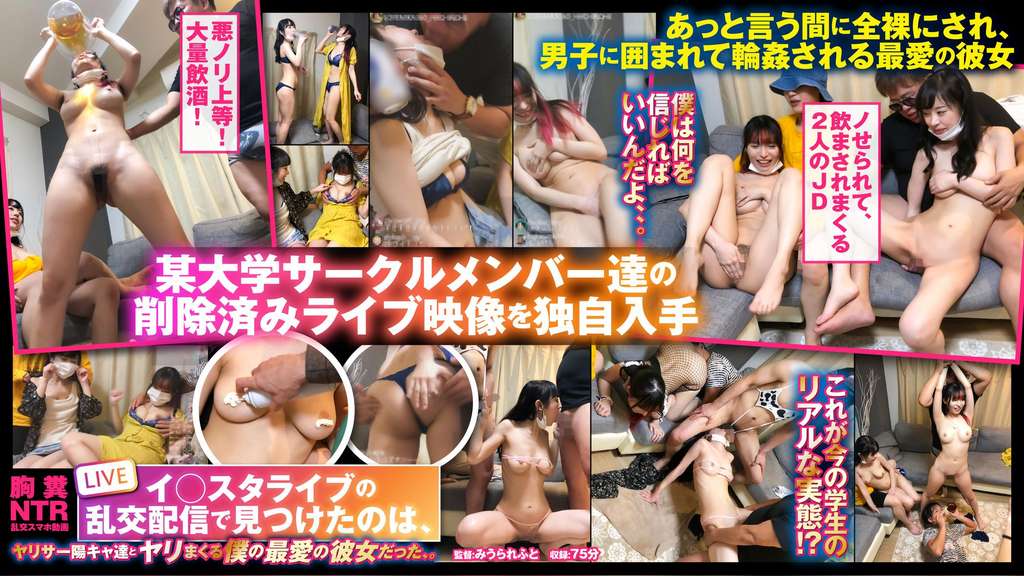 あっと言う間に全裸にされ、
男子に囲まれて輪姦される最愛の彼女
悪ノリ上等!
大量飲酒!
僕は何を
信じれば
いいんだよ、、。
ノせられて、
飲まされまくる
2人のJD
某大学サークルメンバー達の
削除済みライブ映像を独自入手
これが今の学生の
リアルな実態!?
胸糞
NTR
乱交スマホ動画
LIVE
イ◯スタライブの
乱交配信で見つけたのは、
ヤリサー陽キャ達とヤリまくる僕の最愛の彼女だった、、。
監督:みうられふと 収録:75分